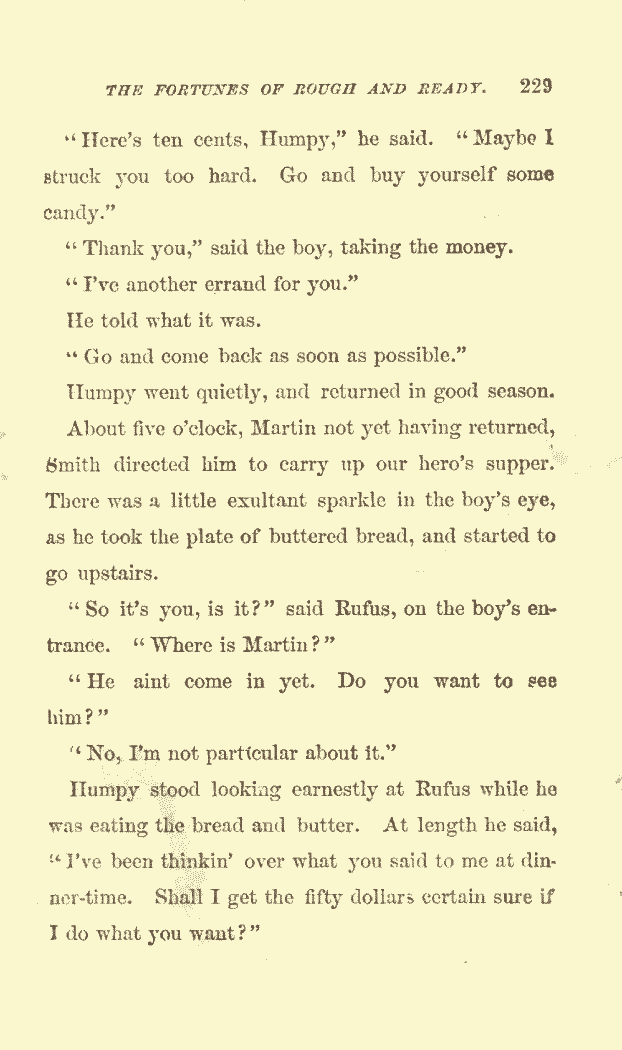 THE FORTUNES OF ROUGH AND READY. 229
"Here's ten cents, Humpy," he said. "Maybe I
struck you too hard. Go and buy yourself some
candy."
"Thank you," said the boy, taking the money.
"I've another errand for you."
He told what it was.
"Go and come back as soon as possible."
Humpy went quietly, and returned in good season.
About five o'clock, Martin not yet having returned,
Smith directed him to carry up our hero's supper.
There was a little exultant sparkle in the boy's eye,
as he took the plate of buttered bread, and started to
go upstairs.
"So it's you, is it?" said Rufus, on the boy's en-
trance. "Where is Martin?"
"He aint come in yet. Do you want to see
him?"
"No, I'm not particular about it."
Humpy stood looking earnestly at Rufus while he
was eating the bread and butter. At length he said,
"I've been thinkin' over what you said to me at din-
ner-time. Shall I get the fifty dollars certain sure if
I do what you want?"